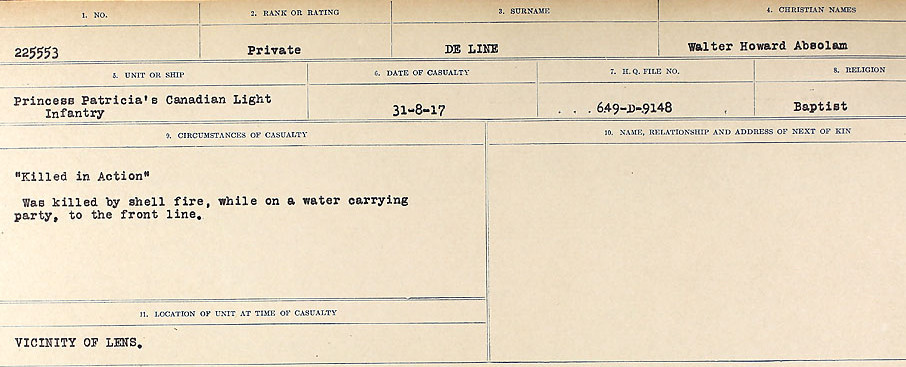 1. NO.
2. RANK OR RATING
3. SURNAME
4. CHRISTIAN NAMES
225553
Private
DE LINE
Walter Howard Absolam
5. UNIT OR SHIP
6. DATE OF CASUALTY
7. H. Q. FILE NO.
8. RELIGION
Princess Patricia's Canadian Light
Infantry
31-8-17
. . . 649-D-9148
Baptist
9. CIRCUMSTANCES OF CASUALTY
10. NAME, RELATIONSHIP AND ADDRESS OF NEXT OF KIN
"Killed in Action"
Was killed by shell fire, while on a water carrying
party, to the front line.
11. LOCATION OF UNIT AT TIME OF CASUALTY
VICINITY OF LENS.